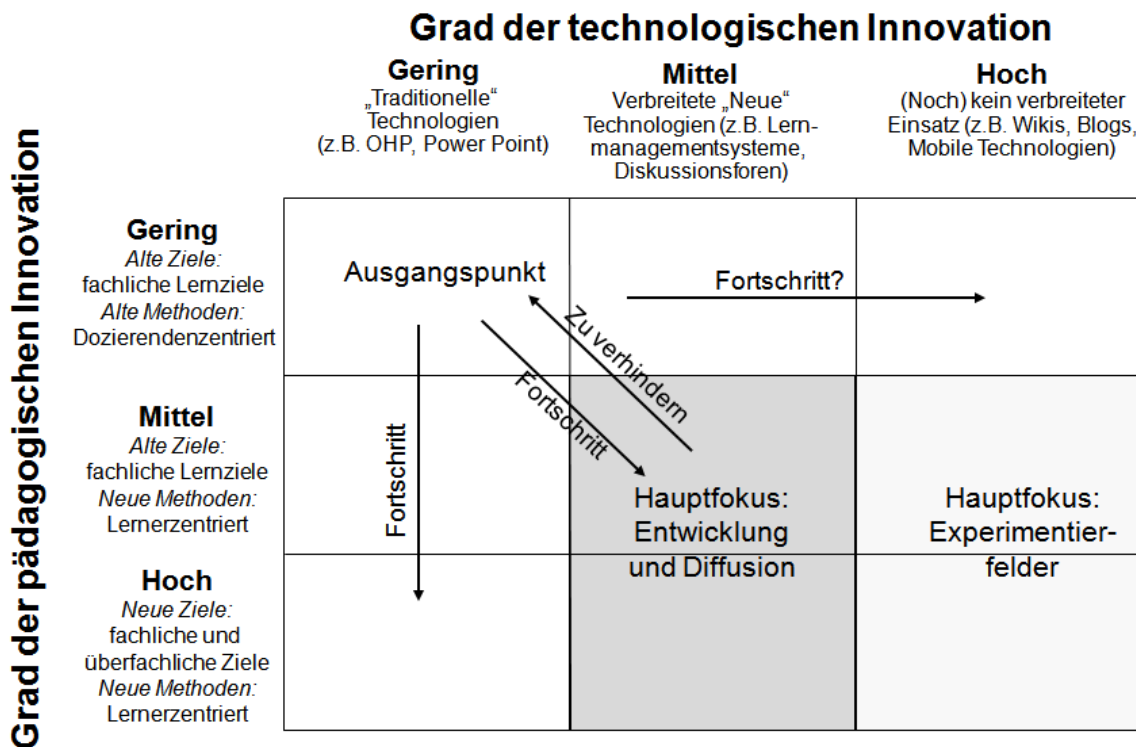 Grad der technologischen Innovation
Gering
„Traditionelle“
Technologien
(z.B. OHP, Power Point)
Mittel
Verbreitete „Neue“
Technologien (z.B. Lern-
managementsysteme,
Diskussionsforen)
Hoch
(Noch) kein verbreiteter
Einsatz (z.B. Wikis, Blogs,
Mobile Technologien)
Grad der pädagogischen Innovation
Gering
Alte Ziele:
fachliche Lernziele
Alte Methoden:
Dozierendenzentriert
Ausgangspunkt
Fortschritt?
Zu verhindern
Fortschritt
Fortschritt
Mittel
Alte Ziele:
fachliche Lernziele
Neue Methoden:
Lernerzentriert
Hauptfokus:
Entwicklung
und Diffusion
Hauptfokus:
Experimentier-
felder
Hoch
Neue Ziele:
fachliche und
überfachliche Ziele
Neue Methoden:
Lernerzentriert